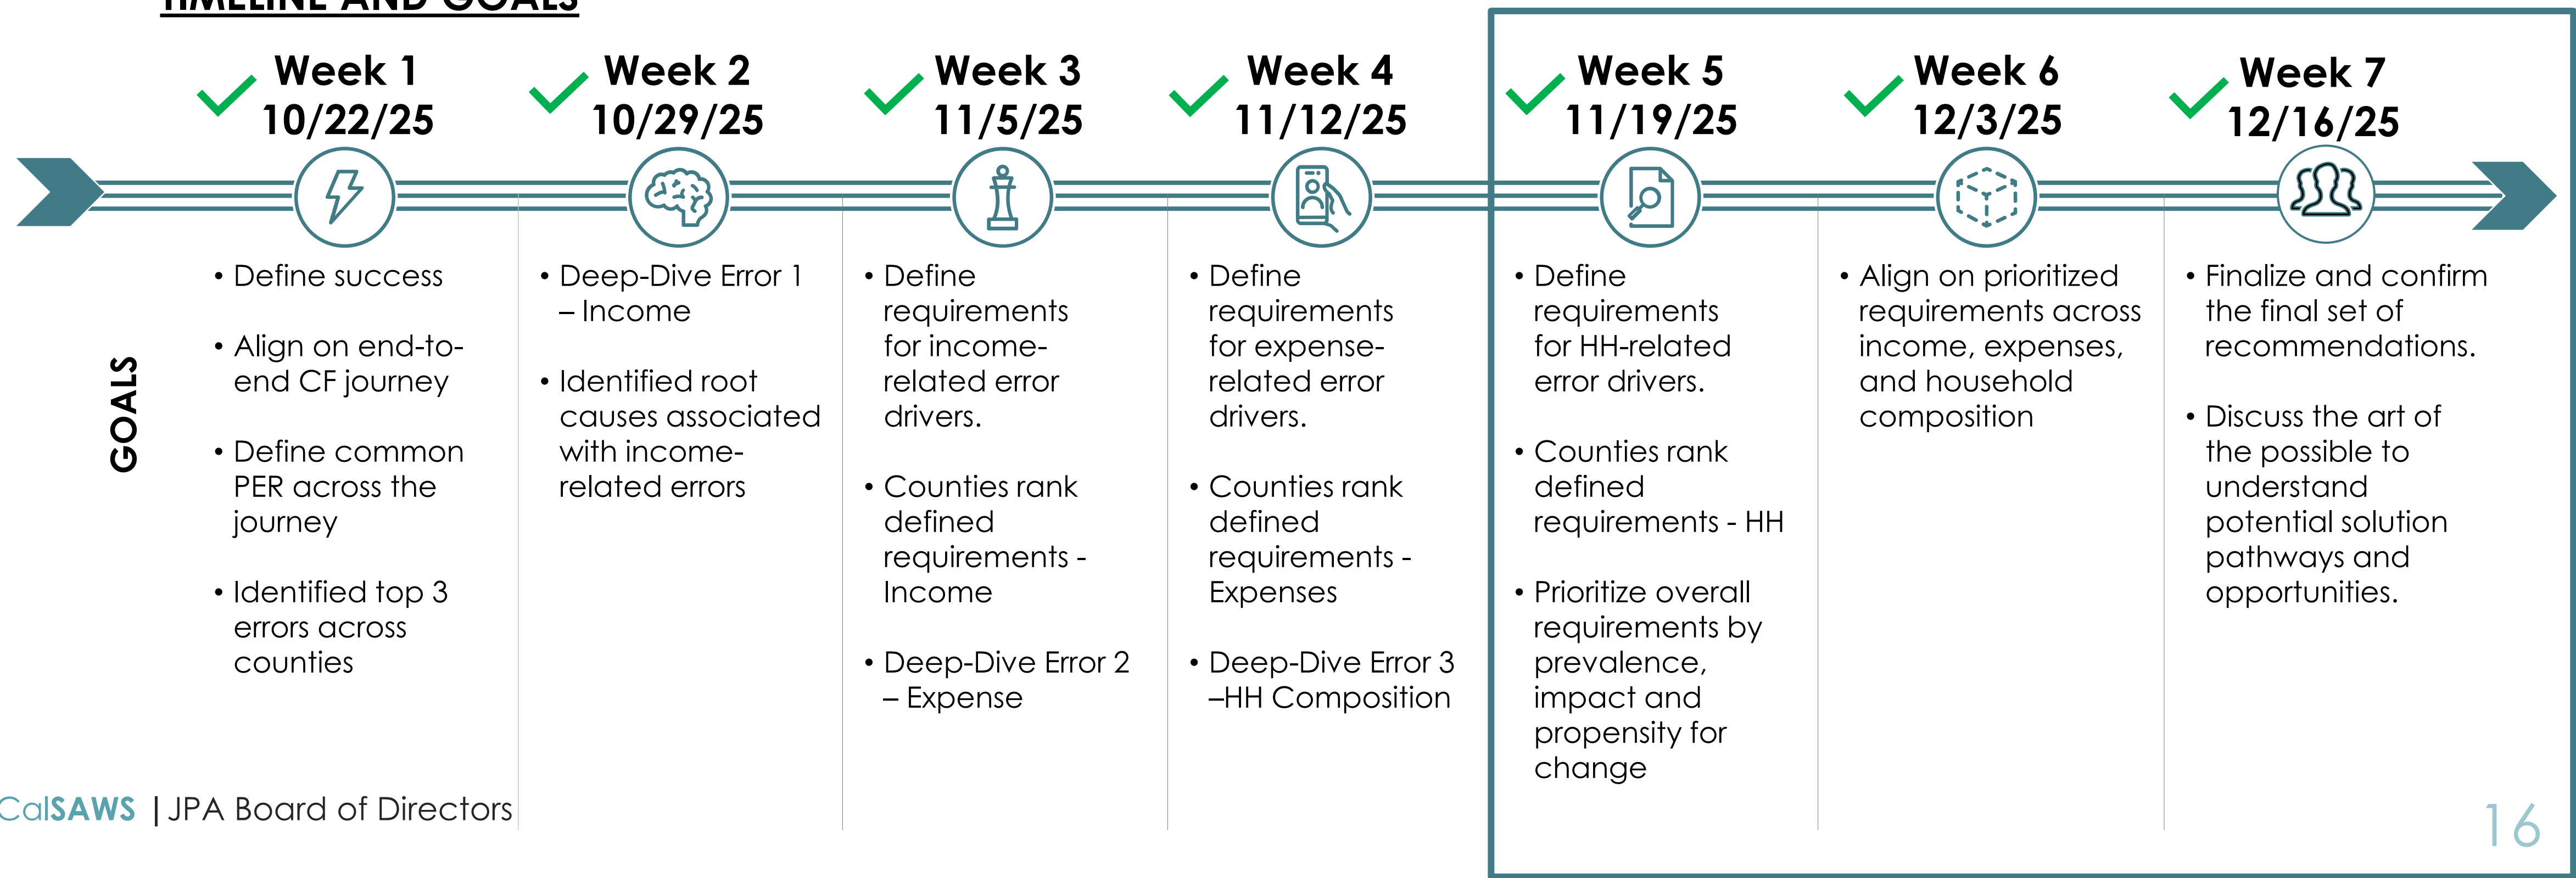 TIMELINE AND GOALS
Week 1
10/22/25
Week 2
10/29/25
Week 3
11/5/25
Week 4
11/12/25
Week 5
11/19/25
Week 6
12/3/25
Week 7
12/16/25
GOALS
• Define success
• Align on end-to-
end CF journey
• Define common
PER across the
journey
• Identified top 3
errors across
counties
• Deep-Dive Error 1
– Income
• Identified root
causes associated
with income-
related errors
• Define
requirements
for income-
related error
drivers.
• Counties rank
defined
requirements -
Income
• Deep-Dive Error 2
– Expense
• Define
requirements
for expense-
related error
drivers.
• Counties rank
defined
requirements -
Expenses
• Deep-Dive Error 3
–HH Composition
• Define
requirements
for HH-related
error drivers.
• Counties rank
defined
requirements - HH
• Prioritize overall
requirements by
prevalence,
impact and
propensity for
change
• Align on prioritized
requirements across
income, expenses,
and household
composition
• Finalize and confirm
the final set of
recommendations.
• Discuss the art of
the possible to
understand
potential solution
pathways and
opportunities.
CalSAWS | JPA Board of Directors
16